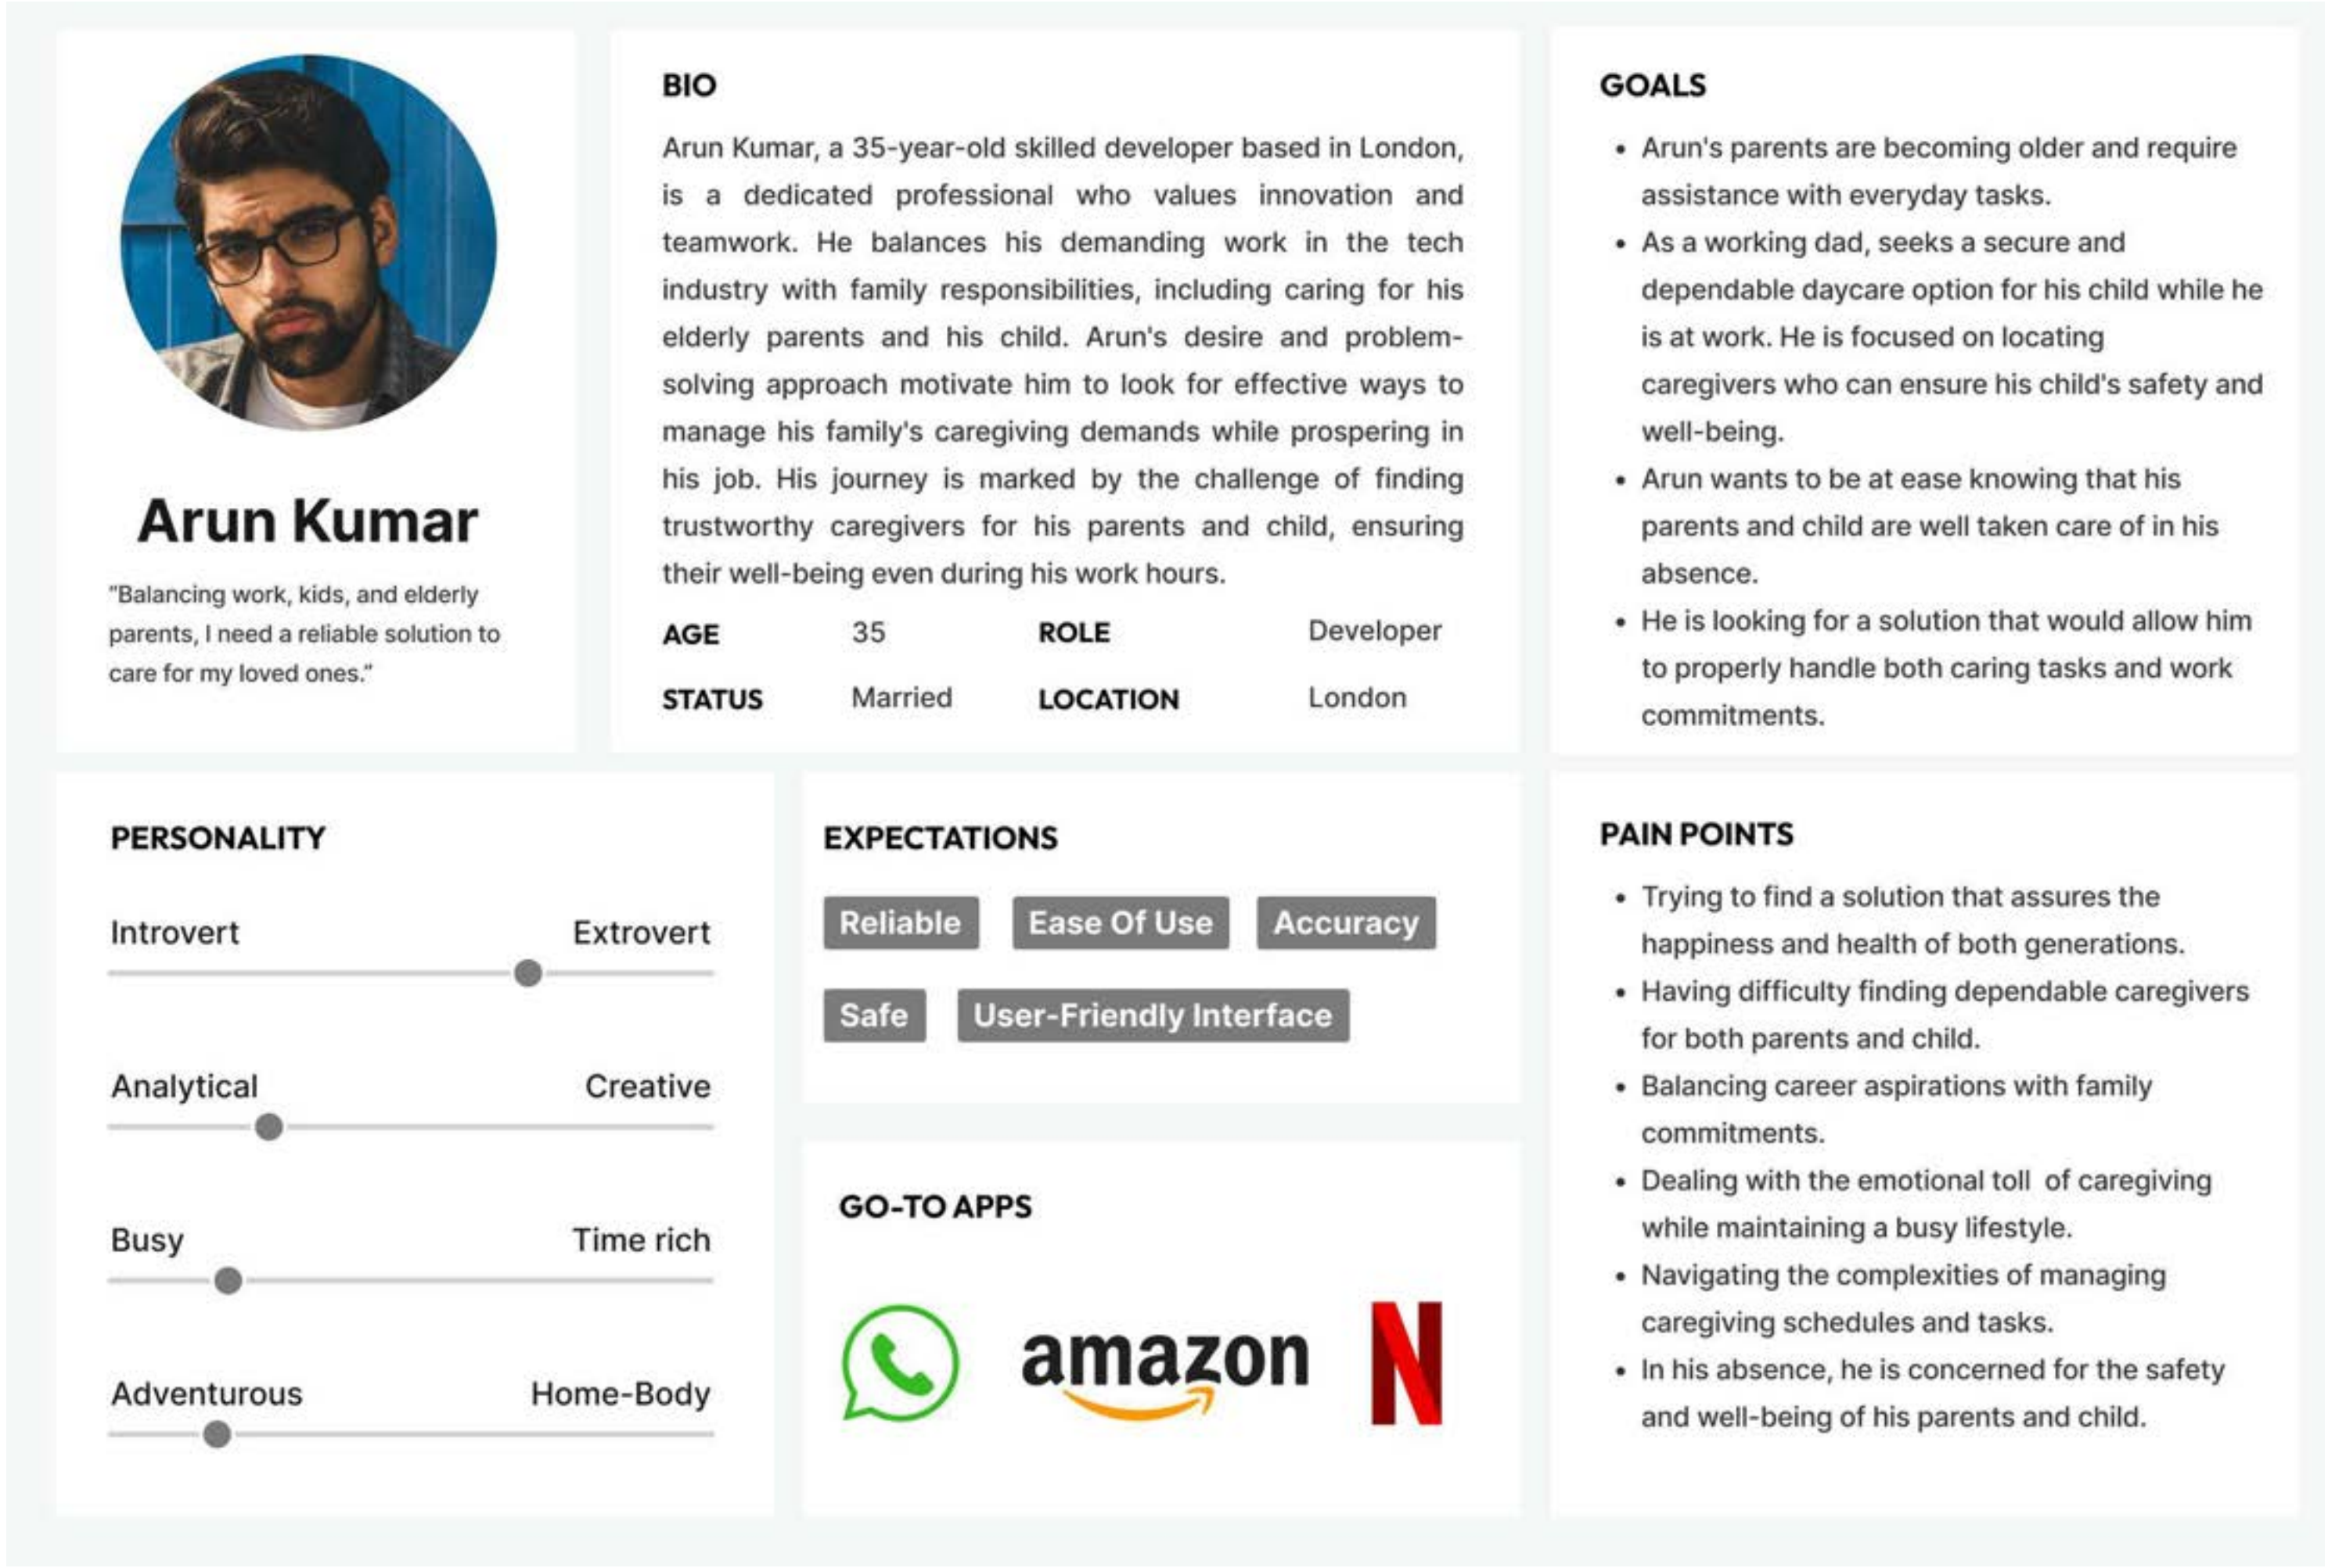 Arun Kumar
“Balancing work, kids, and elderly
parents, I need a reliable solution to
care for my loved ones.”
BIO
Arun Kumar, a 35-year-old skilled developer based in London,
is a dedicated professional who values innovation and
teamwork. He balances his demanding work in the tech
industry with family responsibilities, including caring for his
elderly parents and his child. Arun's desire and problem-
solving approach motivate him to look for effective ways to
manage his family's caregiving demands while prospering in
his job. His journey is marked by the challenge of finding
trustworthy caregivers for his parents and child, ensuring
their well-being even during his work hours.
AGE 35 ROLE Developer
STATUS Married LOCATION London
GOALS
• Arun's parents are becoming older and require
assistance with everyday tasks.
• As a working dad, seeks a secure and
dependable daycare option for his child while he
is at work. He is focused on locating
caregivers who can ensure his child's safety and
well-being.
• Arun wants to be at ease knowing that his
parents and child are well taken care of in his
absence.
• He is looking for a solution that would allow him
to properly handle both caring tasks and work
commitments.
PERSONALITY
Introvert Extrovert
Analytical Creative
Busy Time rich
Adventurous Home-Body
EXPECTATIONS
Reliable Ease Of Use Accuracy
Safe User-Friendly Interface
GO-TO APPS
amazon N
PAIN POINTS
• Trying to find a solution that assures the
happiness and health of both generations.
• Having difficulty finding dependable caregivers
for both parents and child.
• Balancing career aspirations with family
commitments.
• Dealing with the emotional toll of caregiving
while maintaining a busy lifestyle.
• Navigating the complexities of managing
caregiving schedules and tasks.
• In his absence, he is concerned for the safety
and well-being of his parents and child.